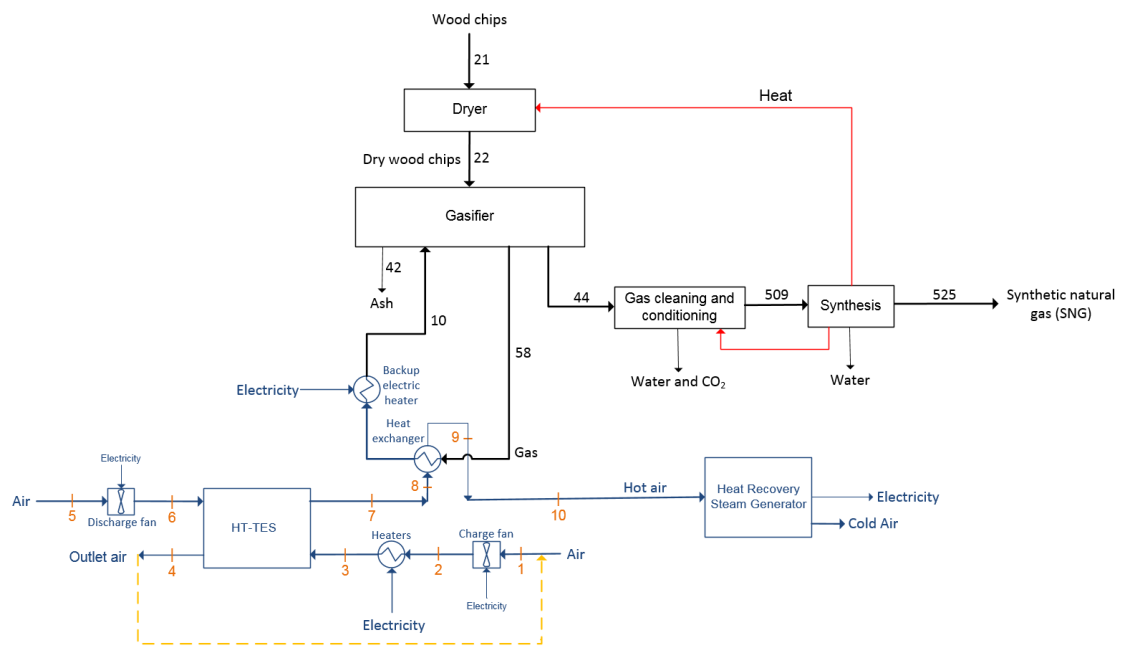 Wood chips
21
Dryer
Heat
Dry wood chips
22
Gasifier
42
Ash
10
58
44
Gas cleaning and
conditioning
509
Synthesis
525
Synthetic natural
gas (SNG)
Water and CO₂
Water
Electricity
Backup
electric
heater
Heat
exchanger
9
Gas
8
Electricity
Air
5
6
Discharge fan
HT-TES
7
10
Hot air
Heat Recovery
Steam Generator
Electricity
Cold Air
Outlet air
4
3
Heaters
2
Charge fan
1
Air
Electricity
Electricity